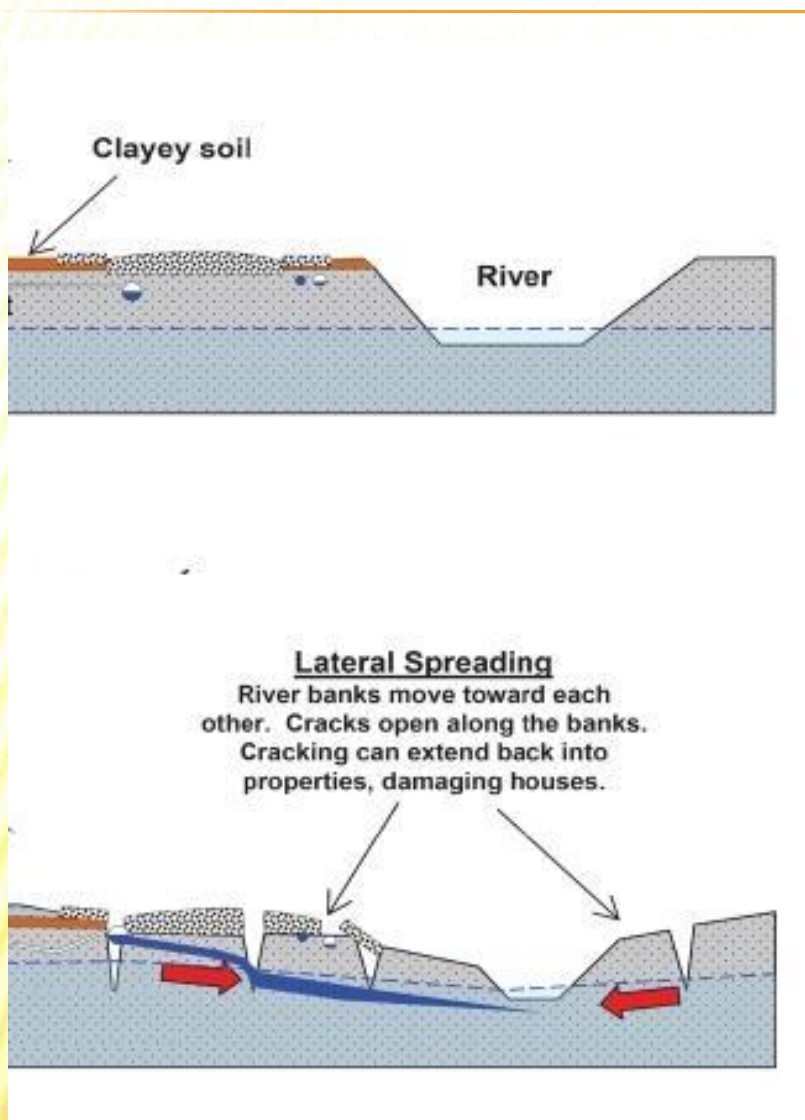 Clayey soil
River
t
Lateral Spreading
River banks move toward each
other. Cracks open along the banks.
Cracking can extend back into
properties, damaging houses.